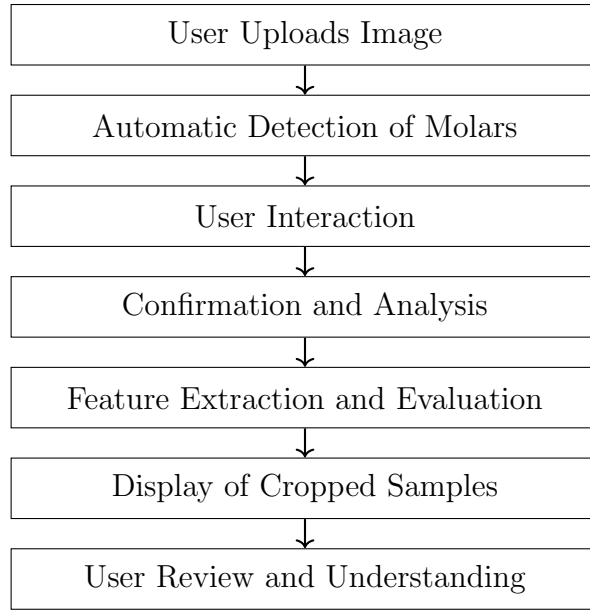 User Uploads Image
Automatic Detection of Molars
User Interaction
Confirmation and Analysis
Feature Extraction and Evaluation
Display of Cropped Samples
User Review and Understanding